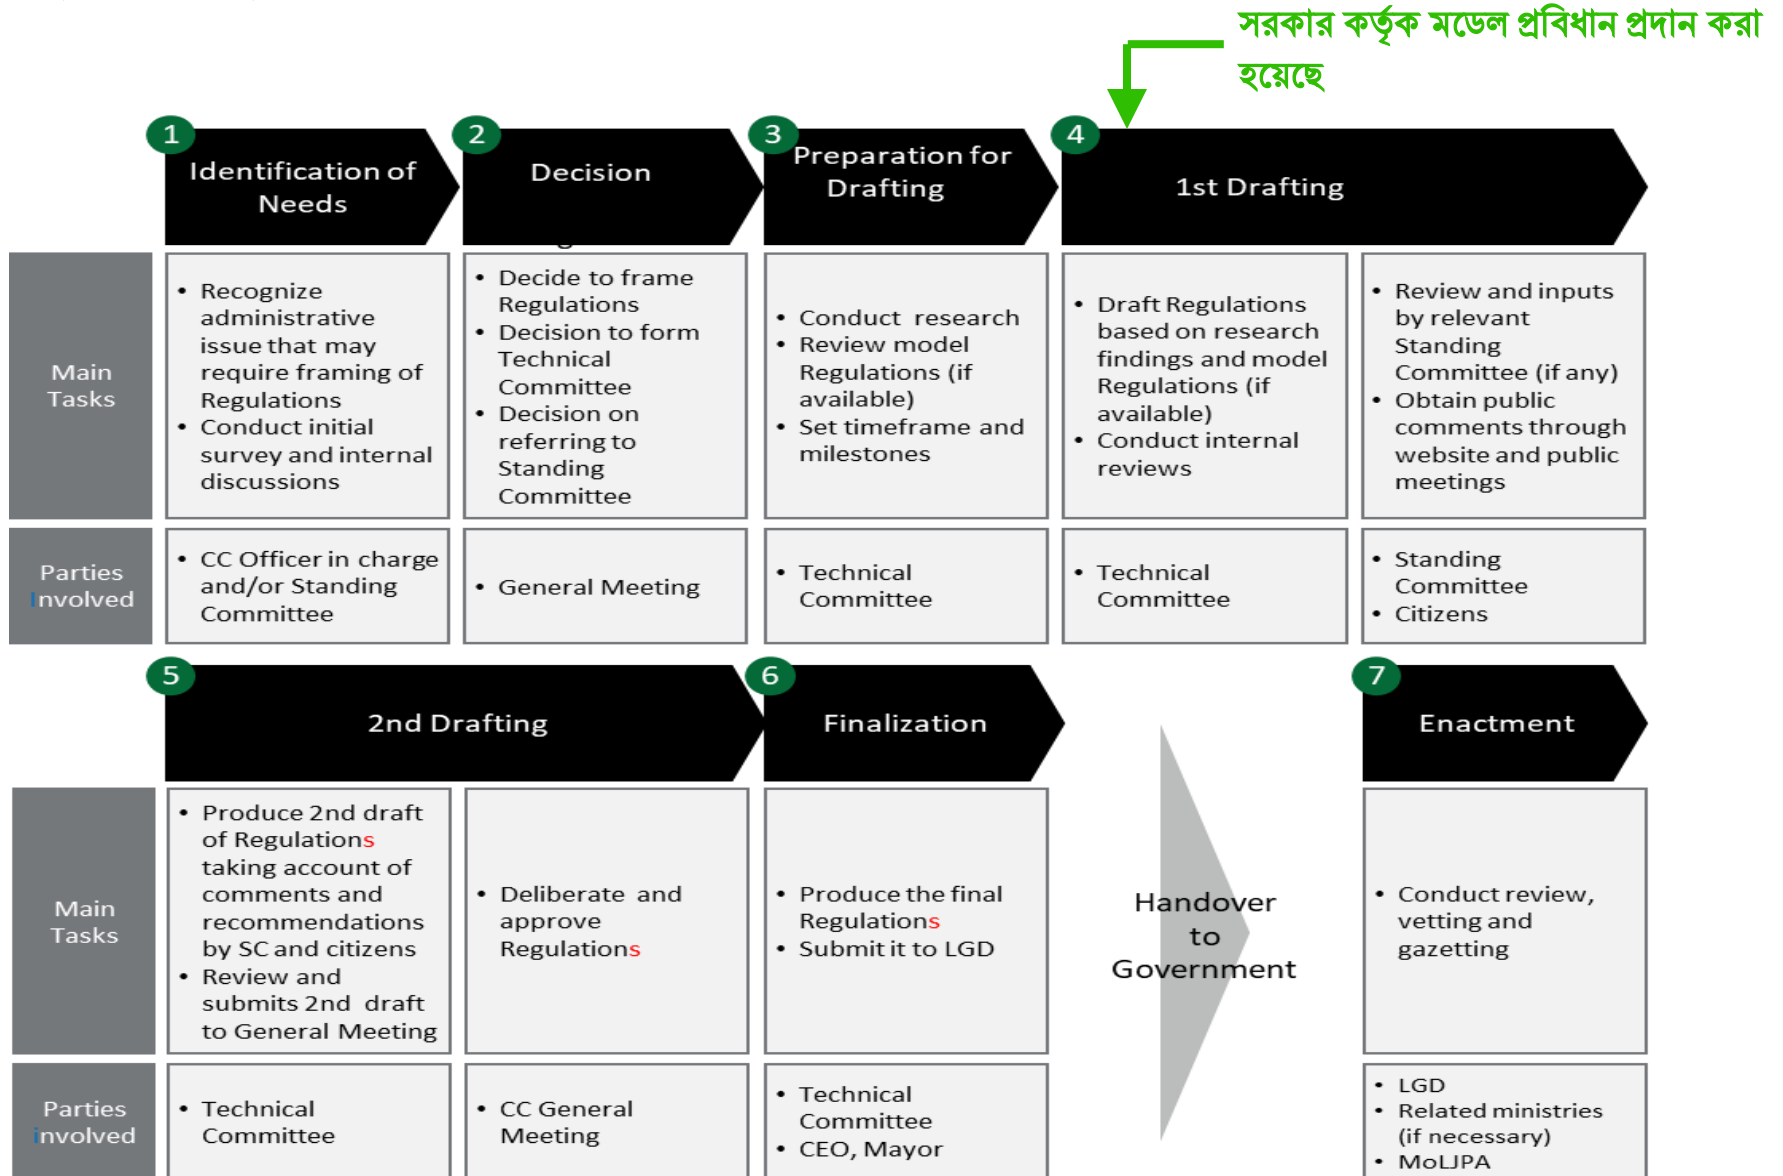 সরকার কর্তৃক মডেল প্রবিধান প্রদান করা
হয়েছে
1
Identification of
Needs
2
Decision
3
Preparation for
Drafting
4
1st Drafting
Main
Tasks
• Recognize
administrative
issue that may
require framing of
Regulations
• Conduct initial
survey and internal
discussions
• Decide to frame
Regulations
• Decision to form
Technical
Committee
• Decision on
referring to
Standing
Committee
• Conduct research
• Review model
Regulations (if
available)
• Set timeframe and
milestones
• Draft Regulations
based on research
findings and model
Regulations (if
available)
• Conduct internal
reviews
• Review and inputs
by relevant
Standing
Committee (if any)
• Obtain public
comments through
website and public
meetings
Parties
Involved
• CC Officer in charge
and/or Standing
Committee
• General Meeting
• Technical
Committee
• Technical
Committee
• Standing
Committee
• Citizens
5
2nd Drafting
6
Finalization
7
Enactment
Main
Tasks
• Produce 2nd draft
of Regulations
taking account of
comments and
recommendations
by SC and citizens
• Review and
submits 2nd draft
to General Meeting
• Deliberate and
approve
Regulations
• Produce the final
Regulations
• Submit it to LGD
Handover
to
Government
• Conduct review,
vetting and
gazetting
Parties
involved
• Technical
Committee
• CC General
Meeting
• Technical
Committee
• CEO, Mayor
• LGD
• Related ministries
(if necessary)
• MoLJPA